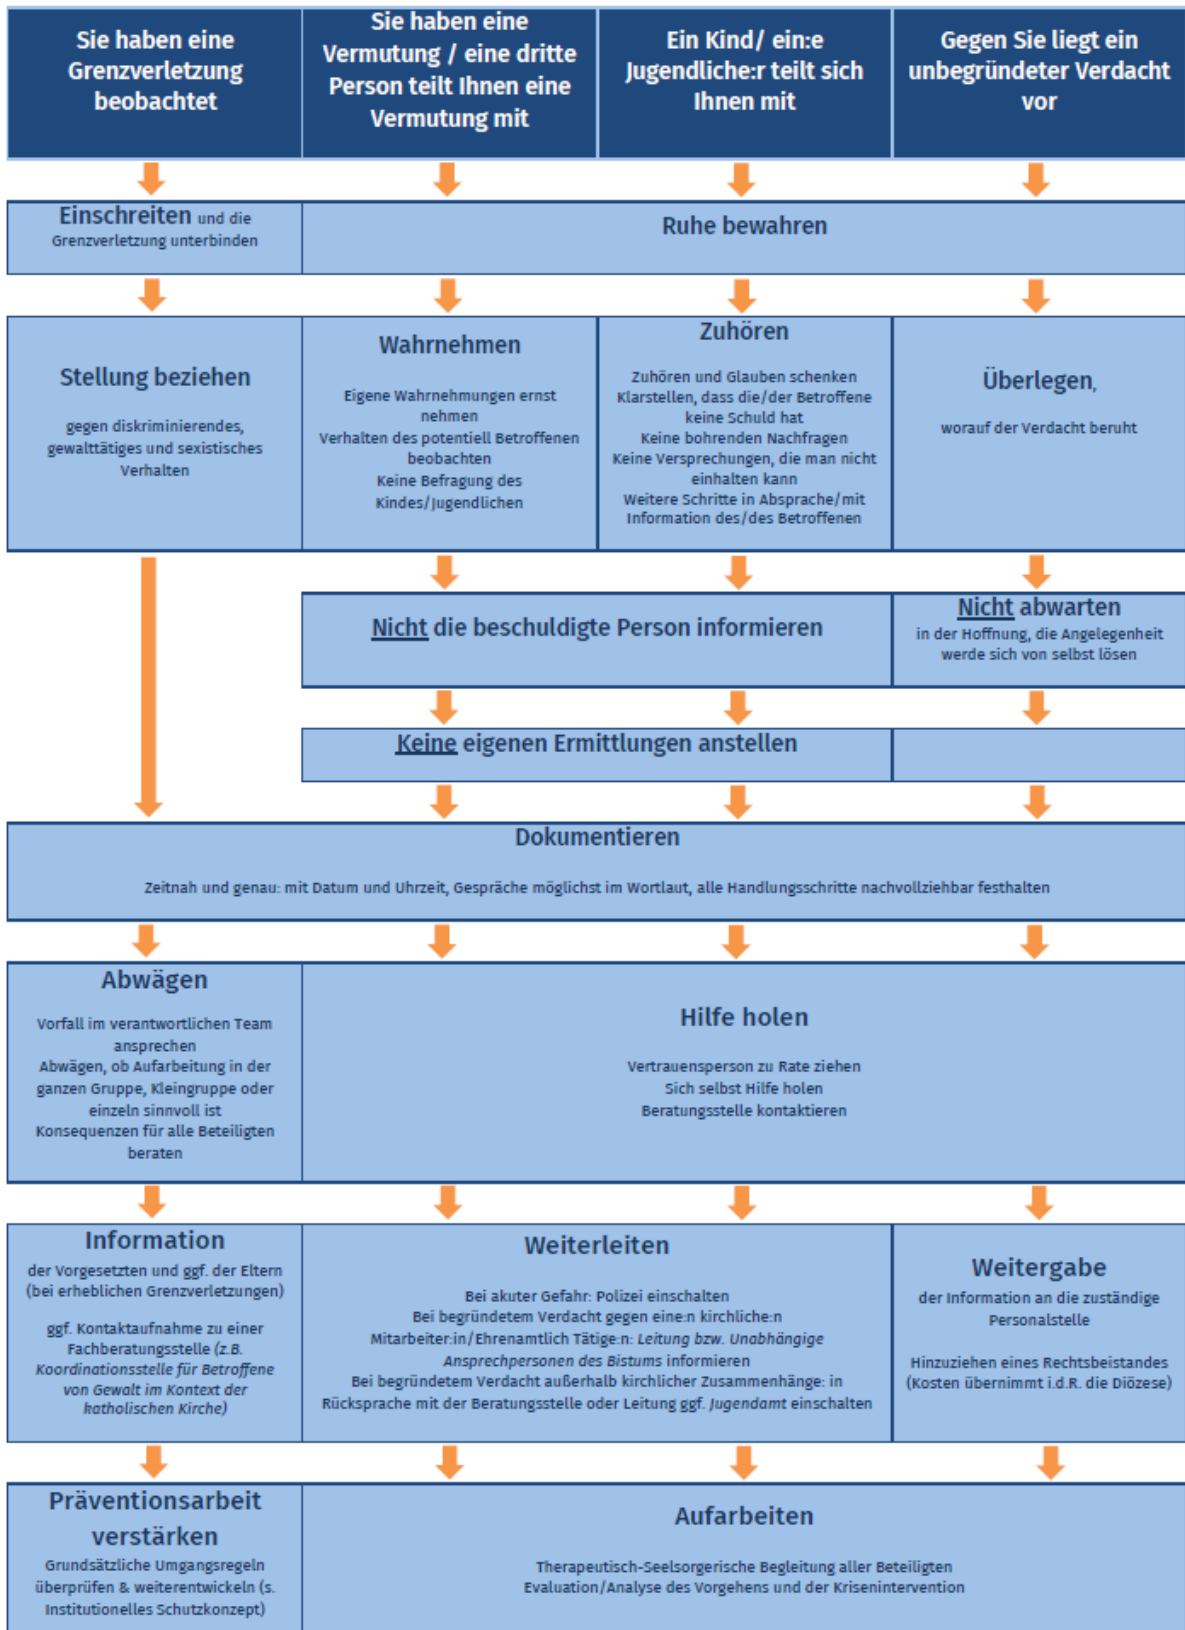 Sie haben eine
Grenzverletzung
beobachtet
Sie haben eine
Vermutung / eine dritte
Person teilt Ihnen eine
Vermutung mit
Ein Kind/ ein:e
Jugendliche:r teilt sich
Ihnen mit
Gegen Sie liegt ein
unbegründeter Verdacht
vor
Einschreiten und die
Grenzverletzung unterbinden
Ruhe bewahren
Stellung beziehen
gegen diskriminierendes,
gewalttätiges und sexistisches
Verhalten
Wahrnehmen
Eigene Wahrnehmungen ernst
nehmen
Verhalten des potentiell Betroffenen
beobachten
Keine Befragung des
Kindes/Jugendlichen
Zuhören
Zuhören und Glauben schenken
Klarstellen, dass die/der Betroffene
keine Schuld hat
Keine bohrenden Nachfragen
Keine Versprechungen, die man nicht
einhalten kann
Weitere Schritte in Absprache/mit
Information des/des Betroffenen
Überlegen,
worauf der Verdacht beruht
Nicht die beschuldigte Person informieren
Nicht abwarten
in der Hoffnung, die Angelegenheit
werde sich von selbst lösen
Keine eigenen Ermittlungen anstellen
Dokumentieren
Zeitnah und genau: mit Datum und Uhrzeit, Gespräche möglichst im Wortlaut, alle Handlungsschritte nachvollziehbar festhalten
Abwägen
Vorfall im verantwortlichen Team
ansprechen
Abwägen, ob Aufarbeitung in der
ganzen Gruppe, Kleingruppe oder
einzeln sinnvoll ist
Konsequenzen für alle Beteiligten
beraten
Hilfe holen
Vertrauensperson zu Rate ziehen
Sich selbst Hilfe holen
Beratungsstelle kontaktieren
Information
der Vorgesetzten und ggf. der Eltern
(bei erheblichen Grenzverletzungen)
ggf. Kontaktaufnahme zu einer
Fachberatungsstelle (z.B.
Koordinationsstelle für Betroffene
von Gewalt im Kontext der
katholischen Kirche)
Weiterleiten
Bei akuter Gefahr: Polizei einschalten
Bei begründetem Verdacht gegen eine:n kirchliche:n
Mitarbeiter:in/Ehrenamtlich Tätige:n: Leitung bzw. Unabhängige
Ansprechpersonen des Bistums informieren
Bei begründetem Verdacht außerhalb kirchlicher Zusammenhänge: in
Rücksprache mit der Beratungsstelle oder Leitung ggf. Jugendamt einschalten
Weitergabe
der Information an die zuständige
Personalstelle
Hinzuziehen eines Rechtsbeistandes
(Kosten übernimmt i.d.R. die Diözese)
Präventionsarbeit
verstärken
Grundsätzliche Umgangsregeln
überprüfen & weiterentwickeln (s.
Institutionelles Schutzkonzept)
Aufarbeiten
Therapeutisch-Seelsorgerische Begleitung aller Beteiligten
Evaluation/Analyse des Vorgehens und der Krisenintervention